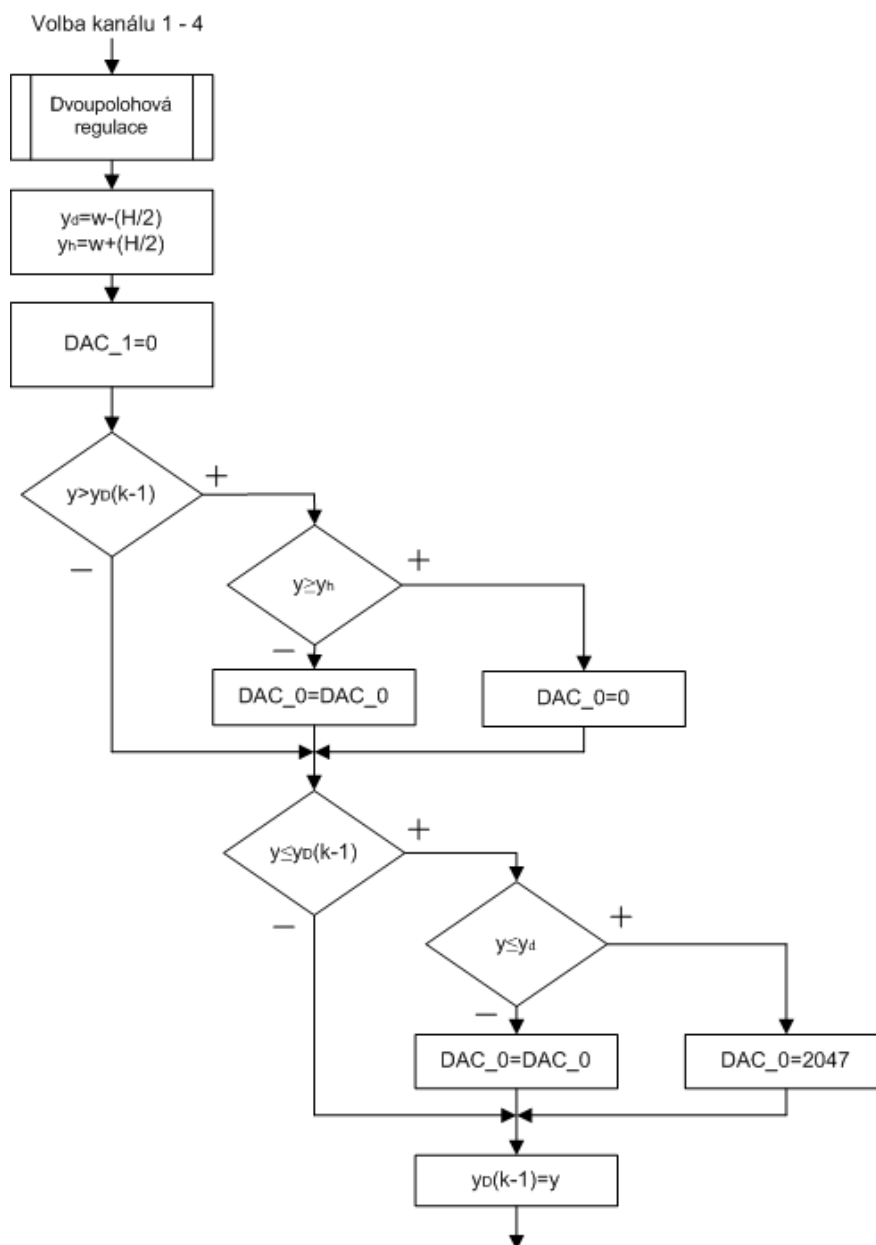 Volba kanálu 1 - 4
Dvoupolohová
regulace
yd=w-(H/2)
yh=w+(H/2)
DAC_1=0
y>yD(k-1)
+
−
y≥yh
+
−
DAC_0=DAC_0
DAC_0=0
y≤yD(k-1)
+
−
y≤yd
+
−
DAC_0=DAC_0
DAC_0=2047
yD(k-1)=y